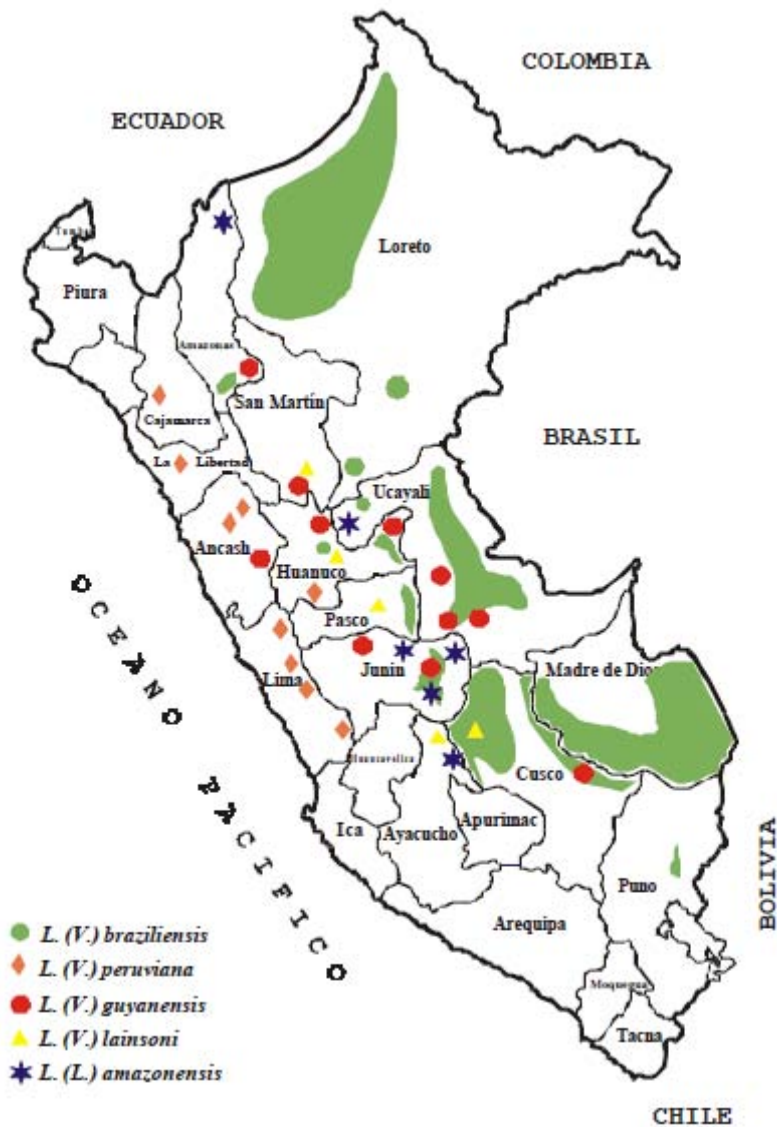 COLOMBIA
ECUADOR
Loreto
Piura
Amazonas
San Martín
Cajamarca
BRASIL
La Libertad
Ucayali
Ancash
Huanuco
Pasco
Junin
Madre de Dio
Lima
Huancavelica
Cusco
Ica
Ayacucho
Apurimac
Puno
Arequipa
Moquegua
Tacna
OCEANO PACIFICO
BOLIVIA
CHILE
L. (V.) braziliensis
L. (V.) peruviana
L. (V.) guyanensis
L. (V.) lainsoni
L. (L.) amazonensis